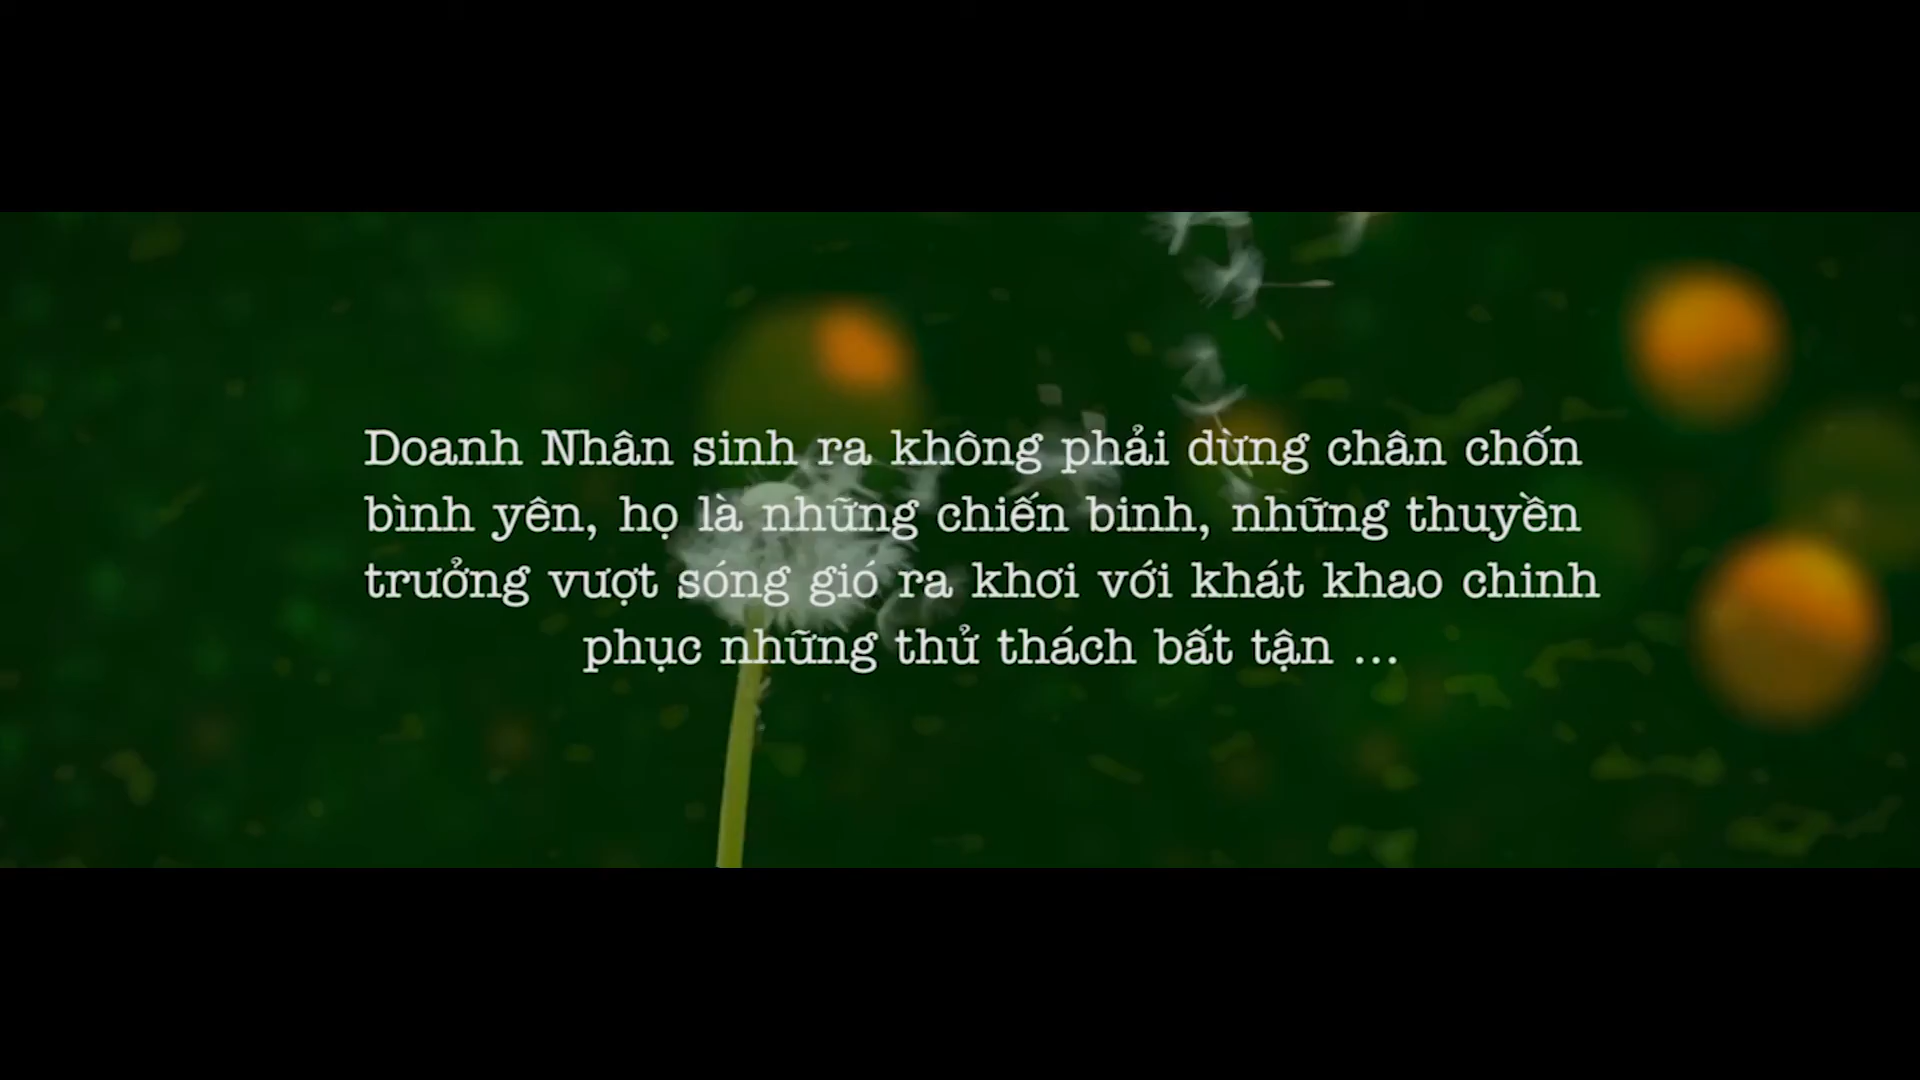 Doanh Nhân sinh ra không phải dừng chân chốn
bình yên, họ là những chiến binh, những thuyền
trưởng vượt sóng gió ra khơi với khát khao chinh
phục những thử thách bất tận ...